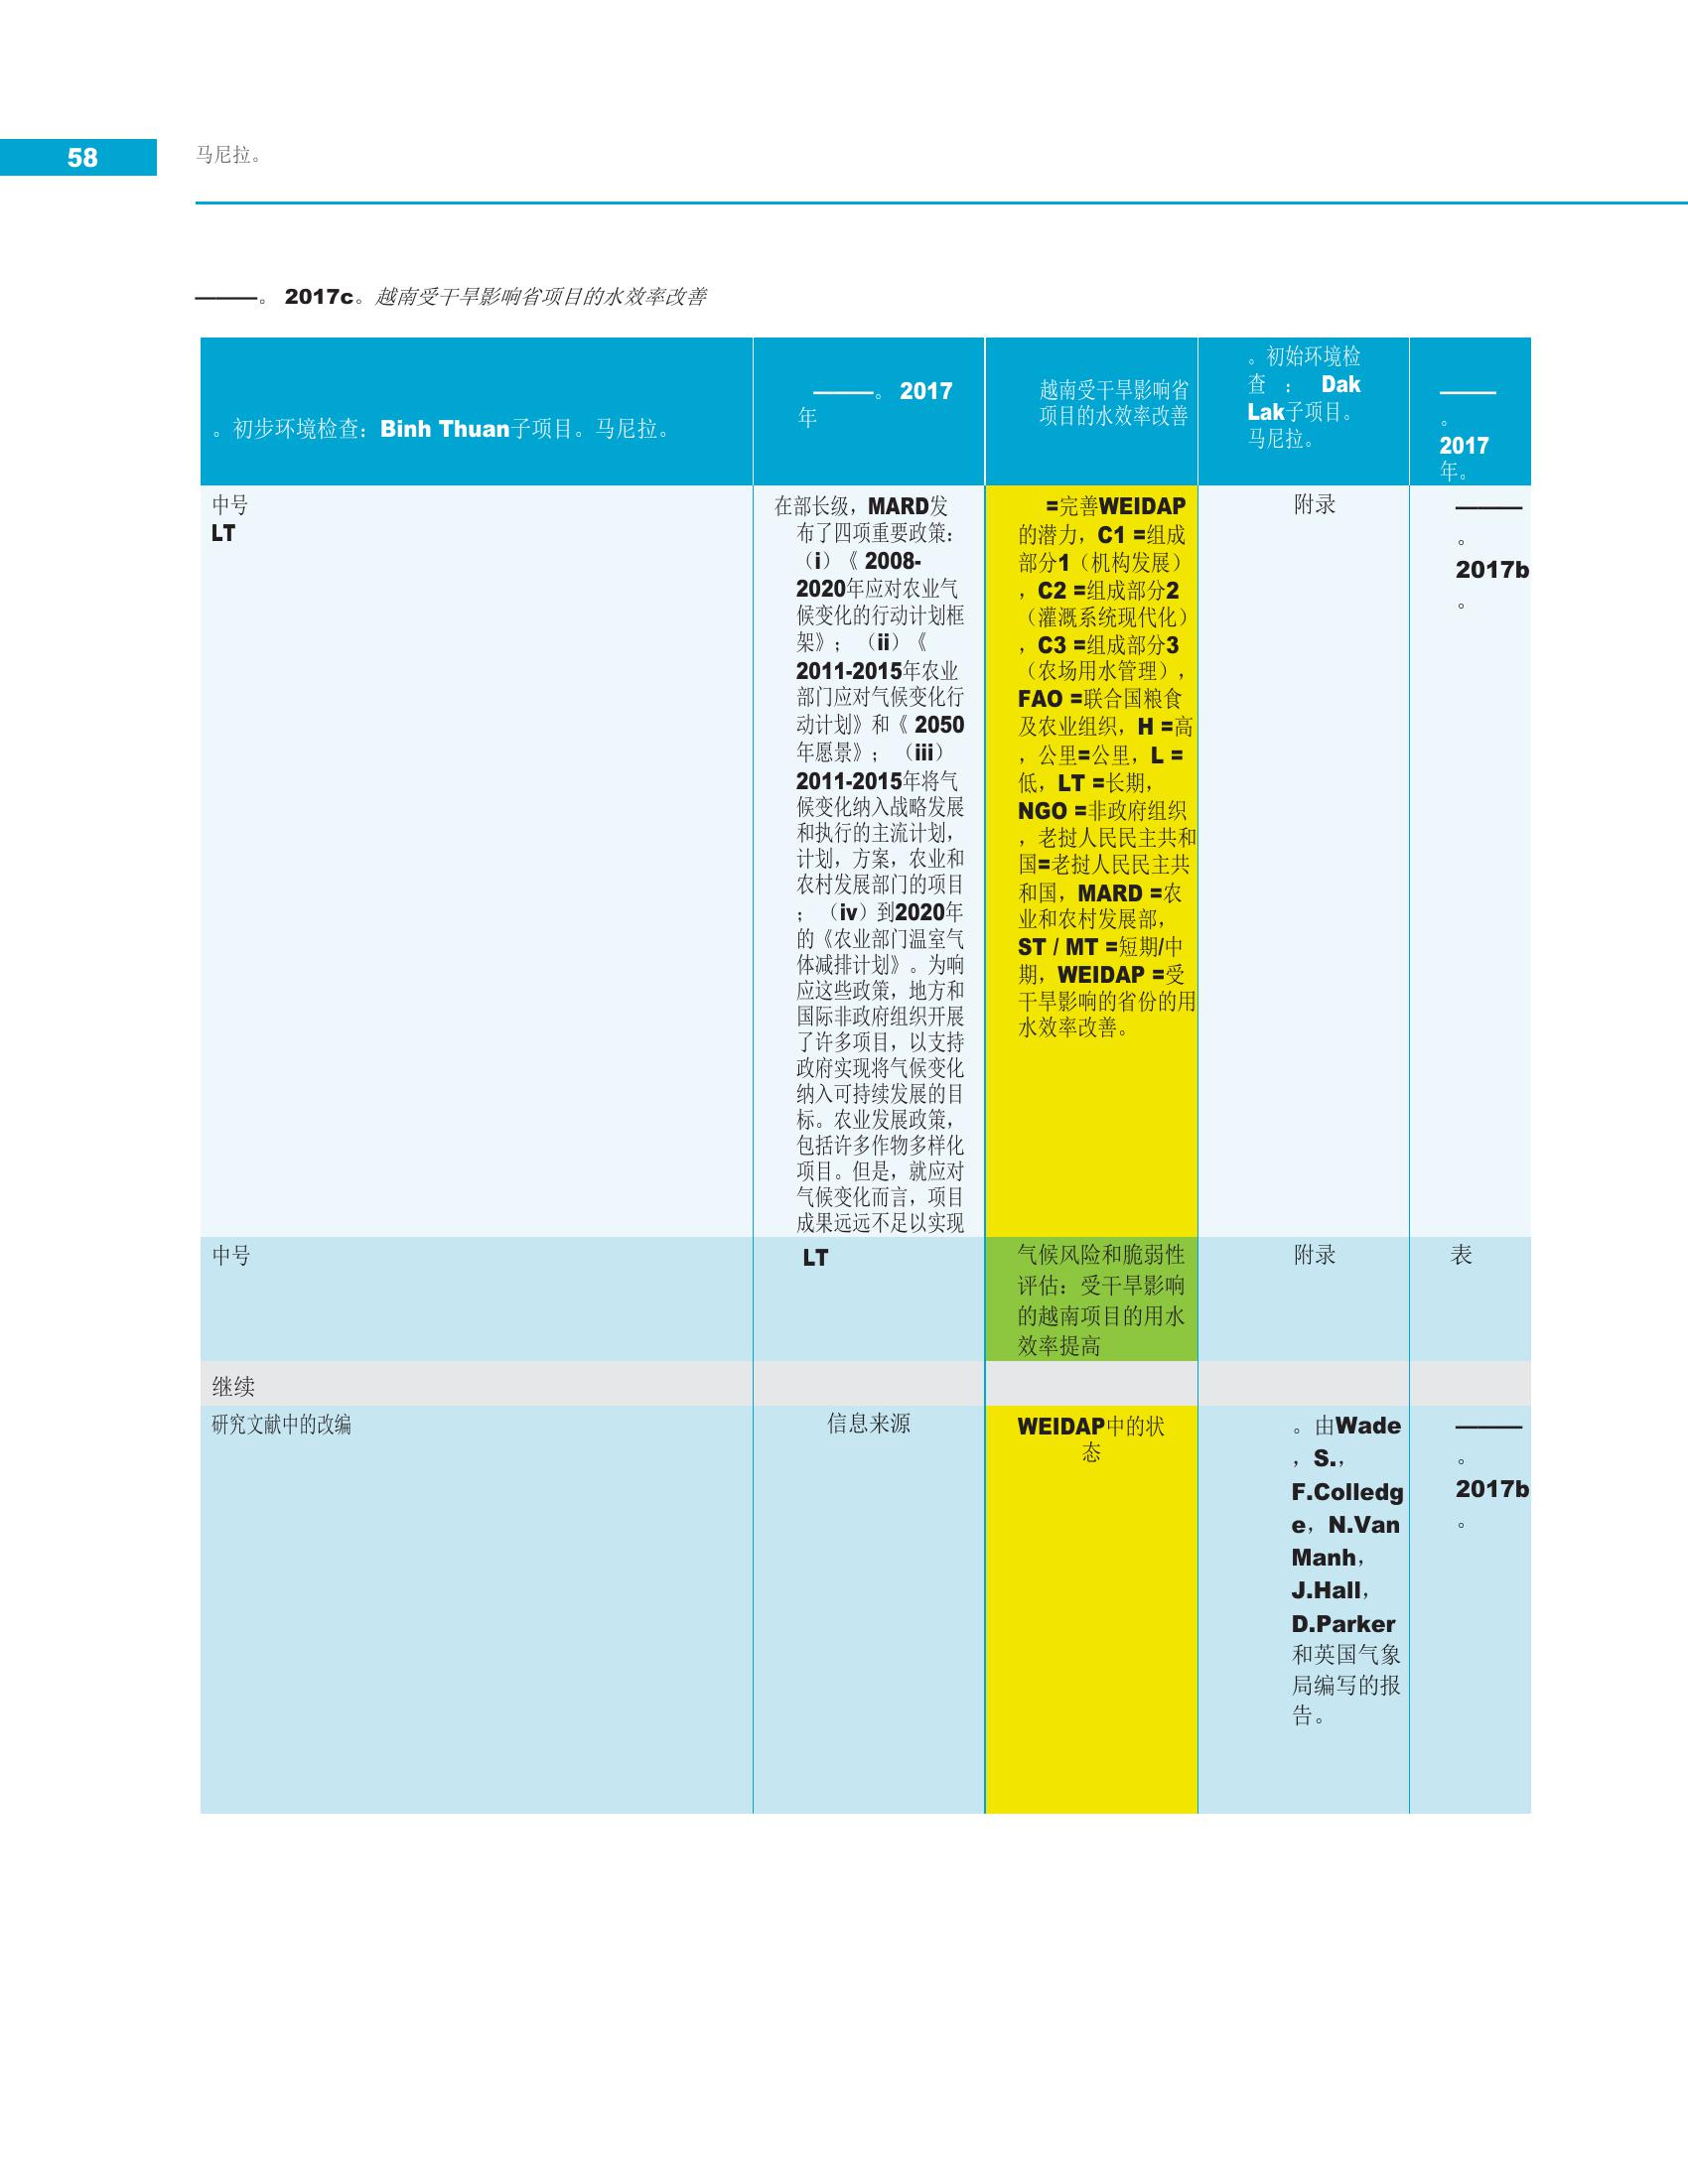 58
马尼拉。
———。 2017c。越南受干旱影响省项目的水效率改善
。初步环境检查：Binh Thuan子项目。马尼拉。
———。 2017
年
越南受干旱影响省
项目的水效率改善
。初始环境检
查 ： Dak
Lak子项目。
马尼拉。
———
。
2017
年。
中号
LT
在部长级，MARD发
布了四项重要政策：
（i）《 2008-
2020年应对农业气
候变化的行动计划框
架》； （ii）《
2011-2015年农业
部门应对气候变化行
动计划》和《 2050
年愿景》； （iii）
2011-2015年将气
候变化纳入战略发展
和执行的主流计划，
计划，方案，农业和
农村发展部门的项目
； （iv）到2020年
的《农业部门温室气
体减排计划》。为响
应这些政策，地方和
国际非政府组织开展
了许多项目，以支持
政府实现将气候变化
纳入可持续发展的目
标。农业发展政策，
包括许多作物多样化
项目。但是，就应对
气候变化而言，项目
成果远远不足以实现
=完善WEIDAP
的潜力，C1 =组成
部分1（机构发展）
，C2 =组成部分2
（灌溉系统现代化）
，C3 =组成部分3
（农场用水管理），
FAO =联合国粮食
及农业组织，H =高
，公里=公里，L =
低，LT =长期，
NGO =非政府组织
，老挝人民民主共和
国=老挝人民民主共
和国，MARD =农
业和农村发展部，
ST / MT =短期/中
期，WEIDAP =受
干旱影响的省份的用
水效率改善。
附录
———
。
2017b
。
中号
LT
气候风险和脆弱性
评估：受干旱影响
的越南项目的用水
效率提高
附录
表
继续
研究文献中的改编
信息来源
WEIDAP中的状
态
。由Wade
，S.，
F.Colledg
e，N.Van
Manh，
J.Hall，
D.Parker
和英国气象
局编写的报
告。
———
。
2017b
。